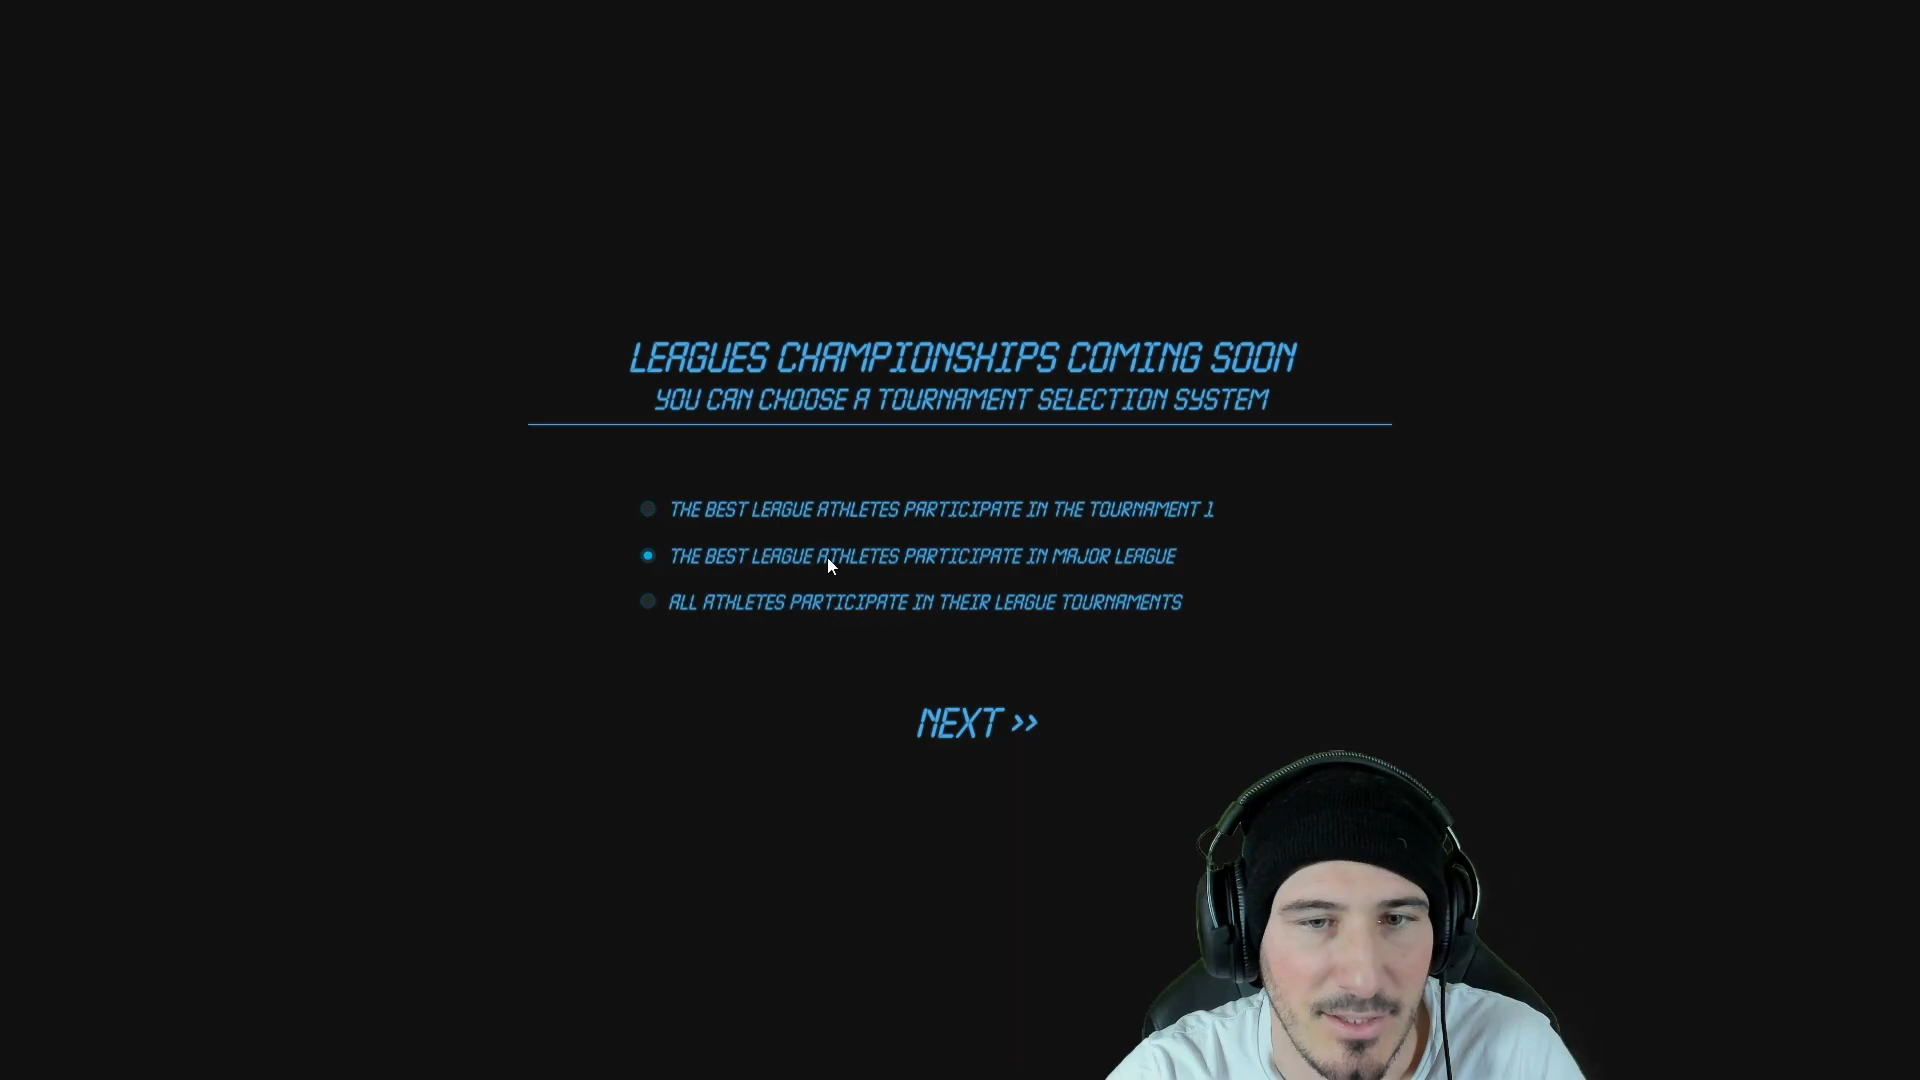 LEAGUES CHAMPIONSHIPS COMING SOON
YOU CAN CHOOSE A TOURNAMENT SELECTION SYSTEM
THE BEST LEAGUE ATHLETES PARTICIPATE IN THE TOURNAMENT 1
THE BEST LEAGUE ATHLETES PARTICIPATE IN MAJOR LEAGUE
ALL ATHLETES PARTICIPATE IN THEIR LEAGUE TOURNAMENTS
NEXT >>